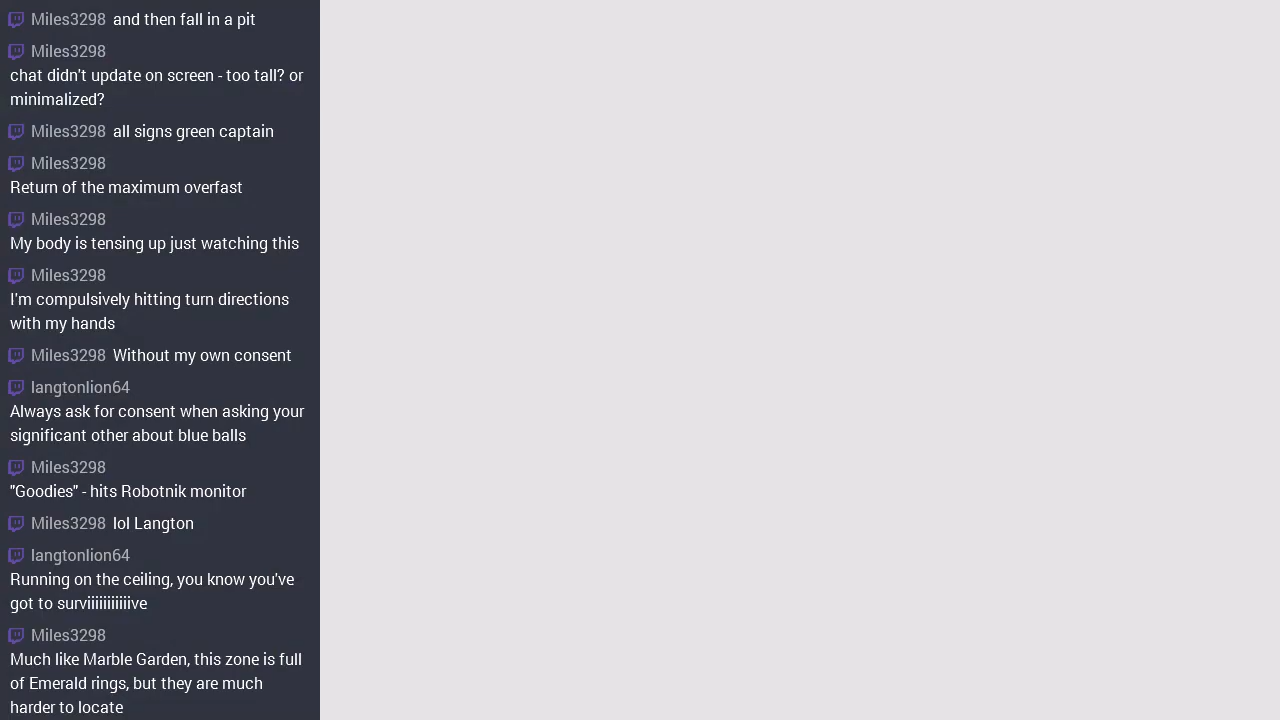 Miles3298 and then fall in a pit
Miles3298
chat didn't update on screen - too tall? or
minimalized?
Miles3298 all signs green captain
Miles3298
Return of the maximum overfast
Miles3298
My body is tensing up just watching this
Miles3298
I'm compulsively hitting turn directions
with my hands
Miles3298 Without my own consent
langtonlion64
Always ask for consent when asking your
significant other about blue balls
Miles3298
"Goodies" - hits Robotnik monitor
Miles3298 lol Langton
langtonlion64
Running on the ceiling, you know you've
got to surviiiiiiiiiiive
Miles3298
Much like Marble Garden, this zone is full
of Emerald rings, but they are much
harder to locate